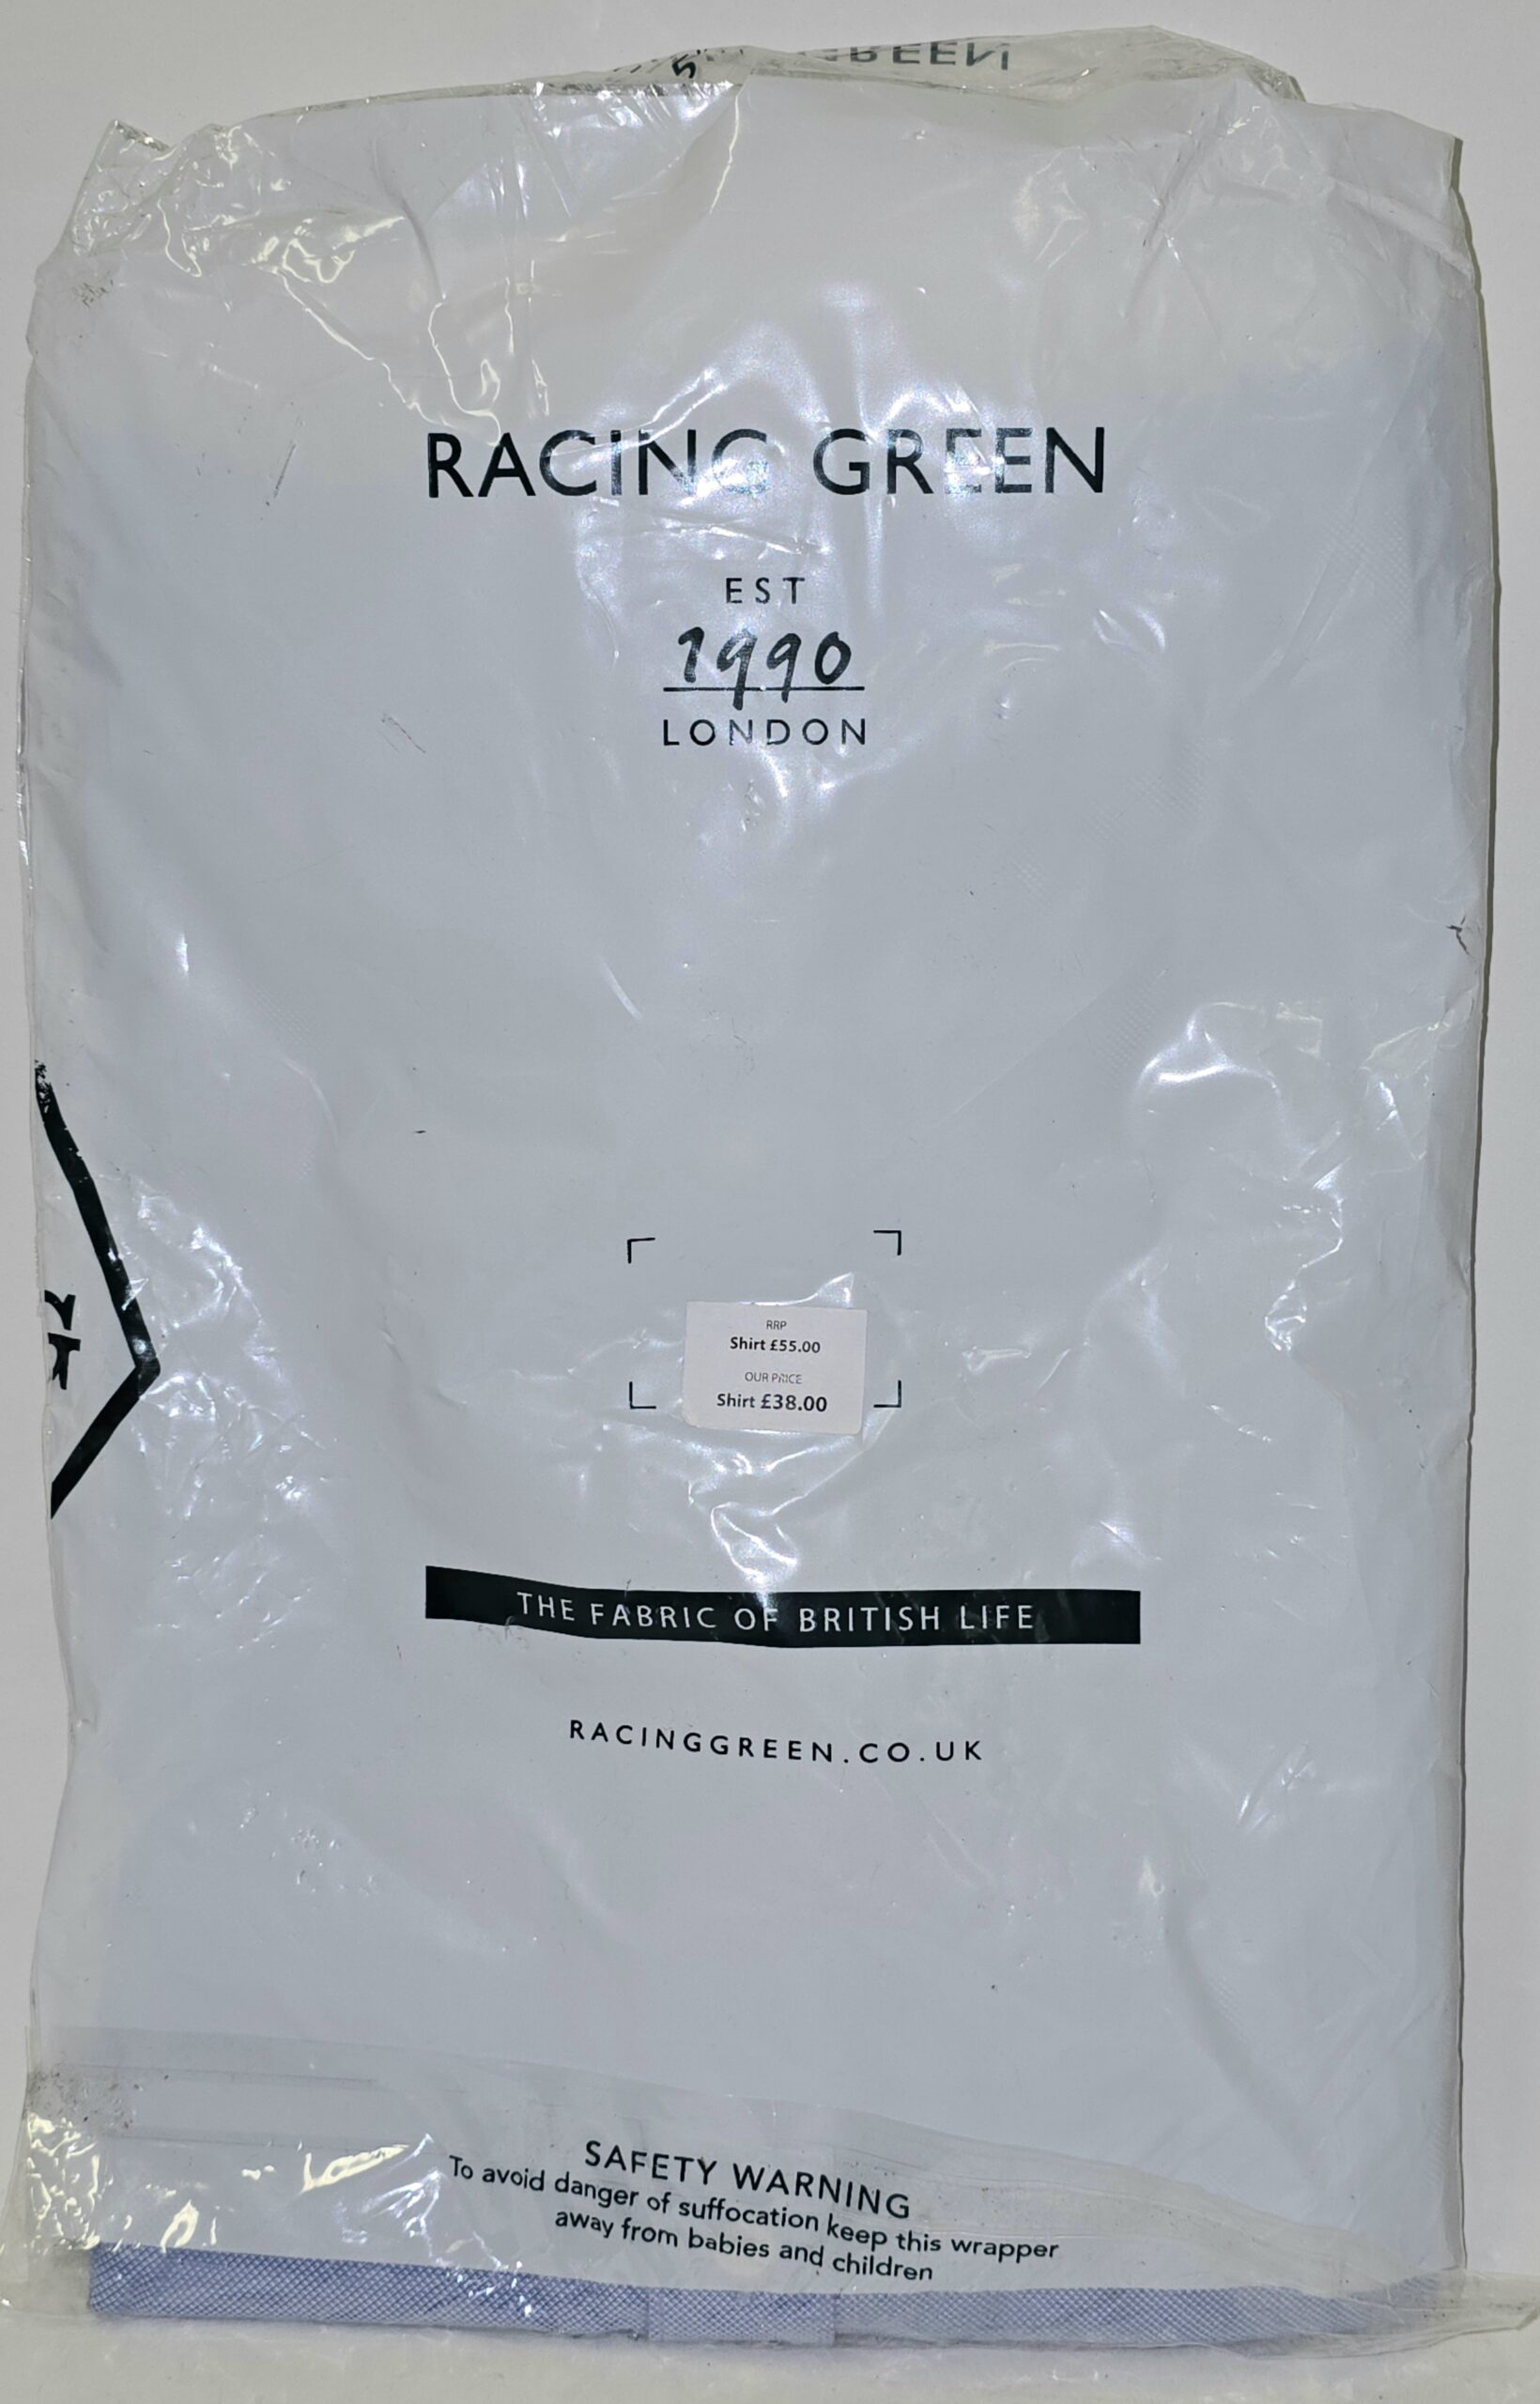 GREEN
RACING GREEN
EST
1990
LONDON
RRP
Shirt £55.00
OUR PRICE
Shirt £38.00
THE FABRIC OF BRITISH LIFE
RACINGGREEN.CO.UK
SAFETY WARNING
To avoid danger of suffocation keep this wrapper
away from babies and children